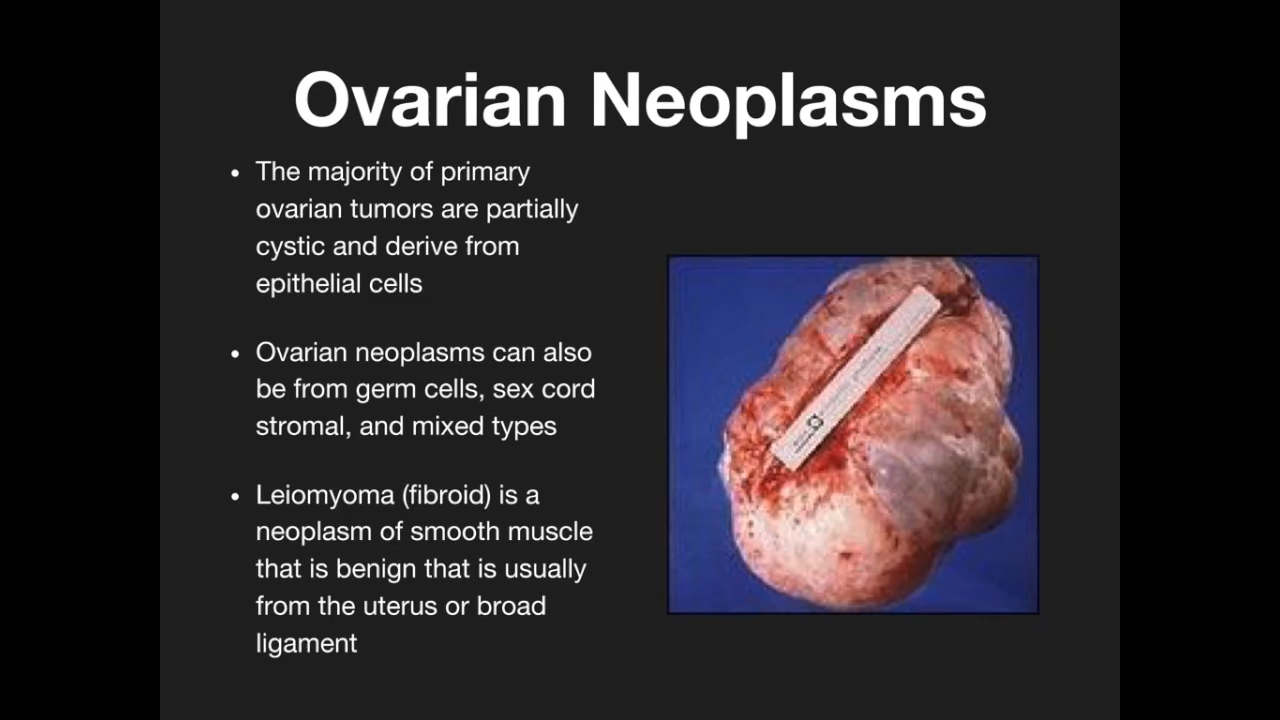 Ovarian Neoplasms
• The majority of primary
ovarian tumors are partially
cystic and derive from
epithelial cells
• Ovarian neoplasms can also
be from germ cells, sex cord
stromal, and mixed types
• Leiomyoma (fibroid) is a
neoplasm of smooth muscle
that is benign that is usually
from the uterus or broad
ligament